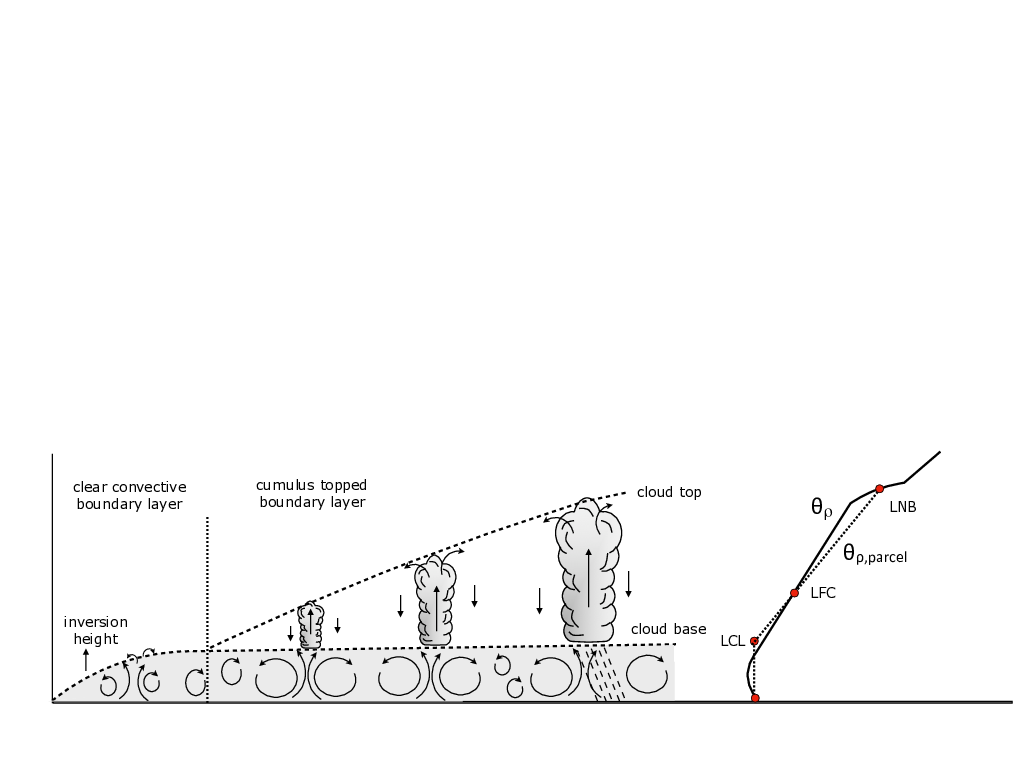 clear convective
boundary layer
cumulus topped
boundary layer
cloud top
inversion
height
cloud base
θρ
LNB
θρ,parcel
LFC
LCL